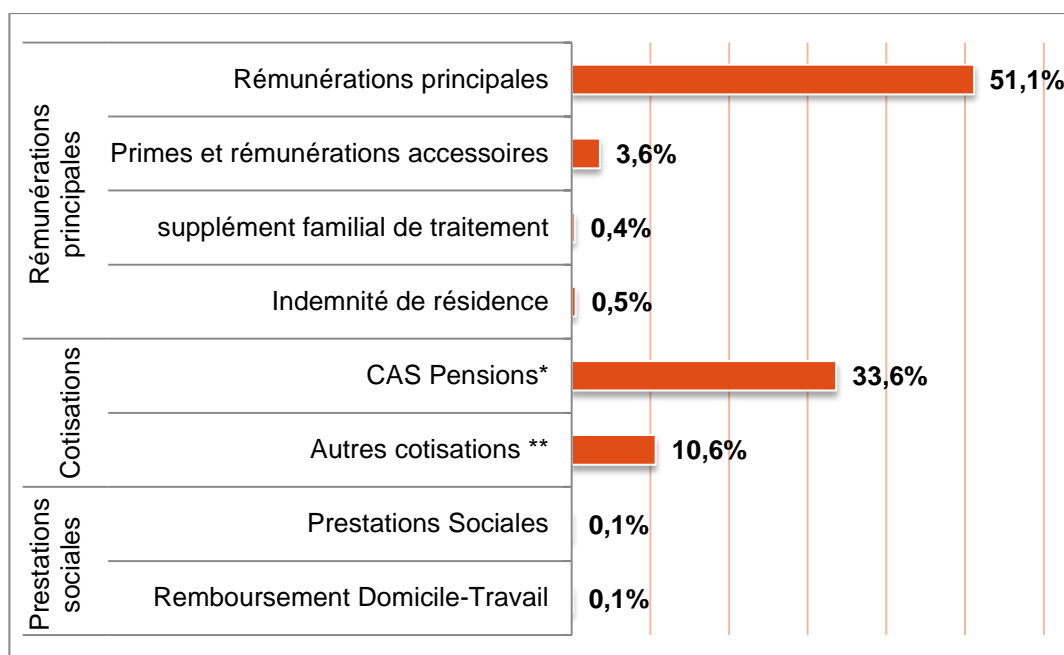 Rémunérations
principales
Rémunérations principales
51,1%
Primes et rémunérations accessoires
3,6%
supplément familial de traitement
0,4%
Indemnité de résidence
0,5%
Cotisations
CAS Pensions*
33,6%
Autres cotisations **
10,6%
Prestations
sociales
Prestations Sociales
0,1%
Remboursement Domicile-Travail
0,1%